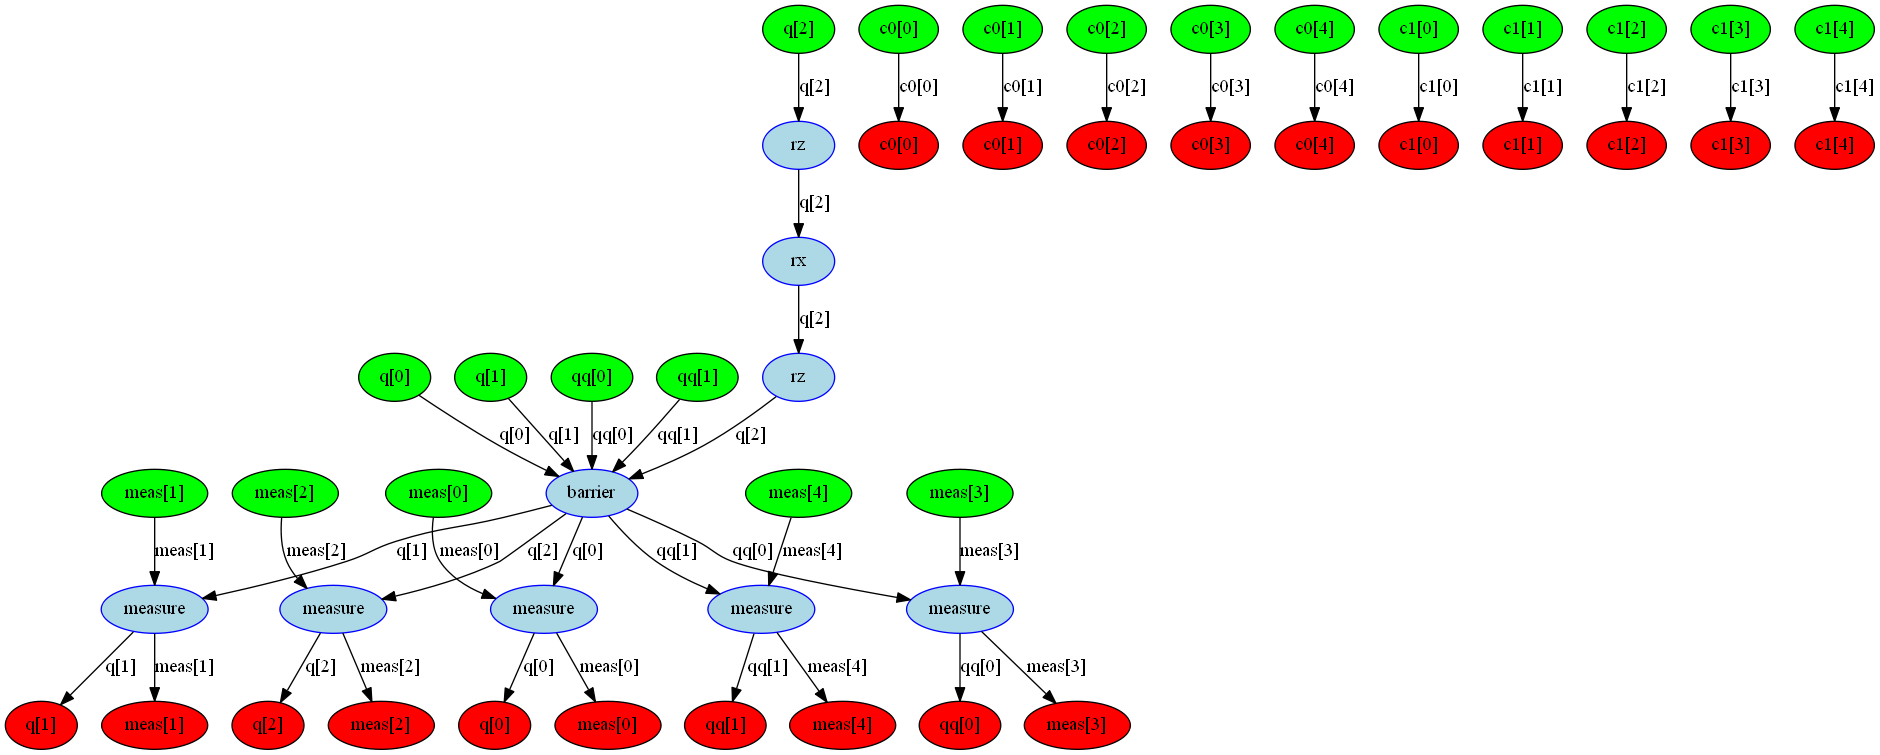 q[2] c0[0] c0[1] c0[2] c0[3] c0[4] c1[0] c1[1] c1[2] c1[3] c1[4]
q[2] c0[0] c0[1] c0[2] c0[3] c0[4] c1[0] c1[1] c1[2] c1[3] c1[4]
rz c0[0] c0[1] c0[2] c0[3] c0[4] c1[0] c1[1] c1[2] c1[3] c1[4]
q[2]
rx
q[2]
q[0] q[1] qq[0] qq[1] rz
q[0] q[1] qq[0] qq[1] q[2]
meas[1] meas[2] meas[0] barrier meas[4] meas[3]
meas[1] meas[2] q[1] meas[0] q[2] q[0] qq[1] qq[0] meas[4] meas[3]
measure measure measure measure measure
q[1] meas[1] q[2] meas[2] q[0] meas[0] qq[1] meas[4] qq[0] meas[3]
q[1] meas[1] q[2] meas[2] q[0] meas[0] qq[1] meas[4] qq[0] meas[3]